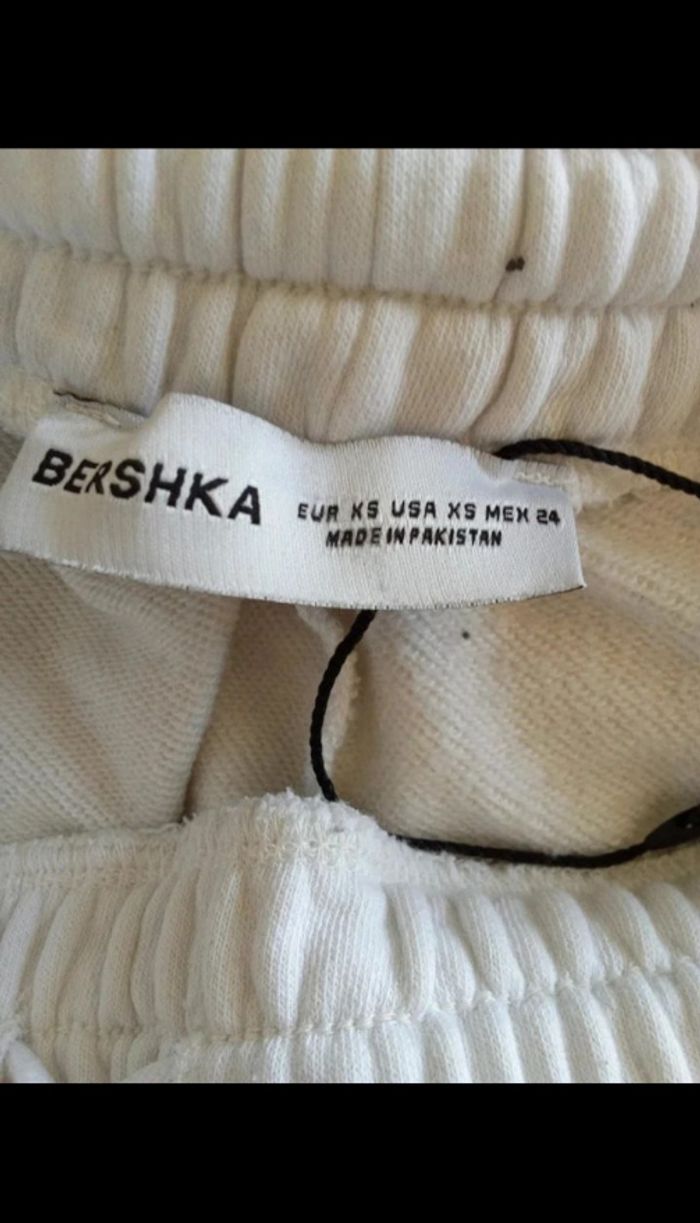 BERSHKA
EUR XS USA XS MEX 24
MADE IN PAKISTAN